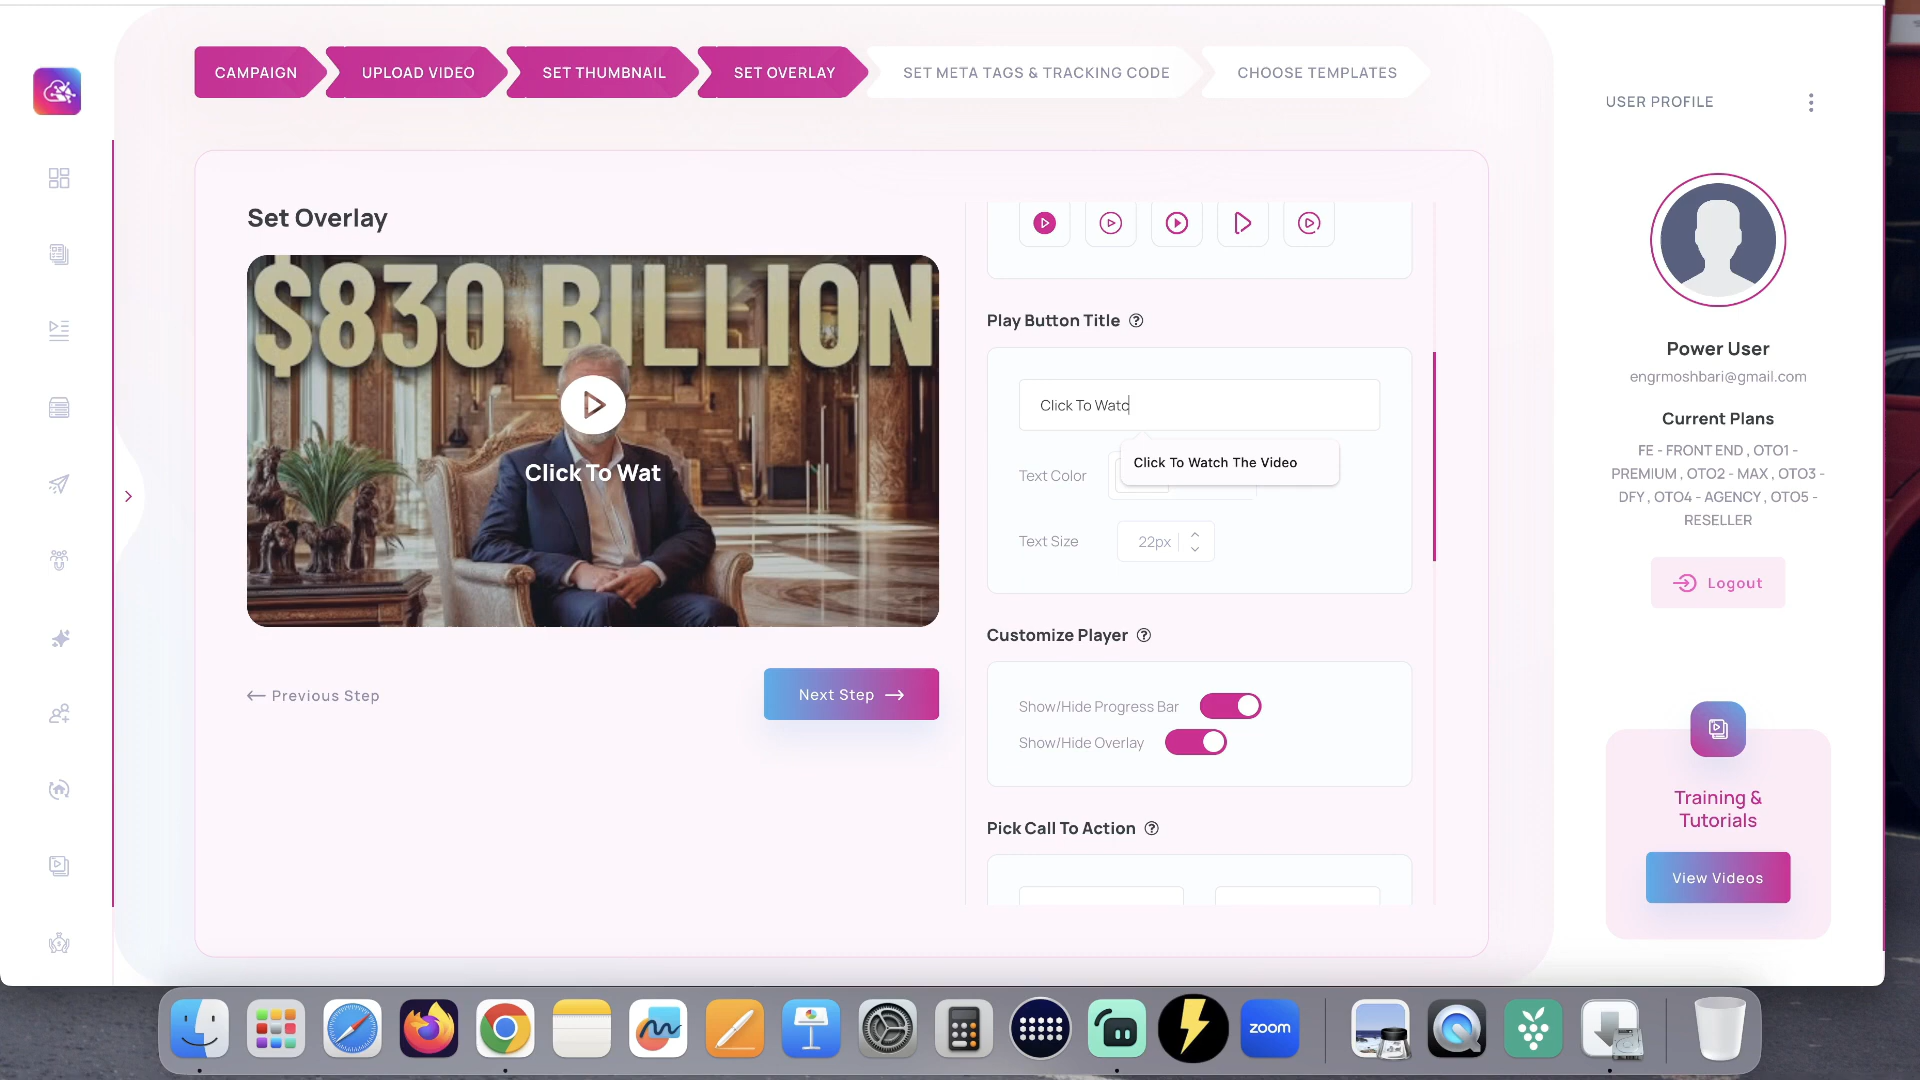 CAMPAIGN
UPLOAD VIDEO
SET THUMBNAIL
SET OVERLAY
SET META TAGS & TRACKING CODE
CHOOSE TEMPLATES
USER PROFILE
Set Overlay
$830 BILLION
Click To Wat
Previous Step
Next Step
Play Button Title
Click To Watc
Click To Watch The Video
Text Color
Text Size
22px
Customize Player
Show/Hide Progress Bar
Show/Hide Overlay
Pick Call To Action
Power User
engrmoshbari@gmail.com
Current Plans
FE - FRONT END , OTO1 -
PREMIUM , OTO2 - MAX , OTO3 -
DFY , OTO4 - AGENCY , OTO5 -
RESELLER
Logout
Training &
Tutorials
View Videos
zoom